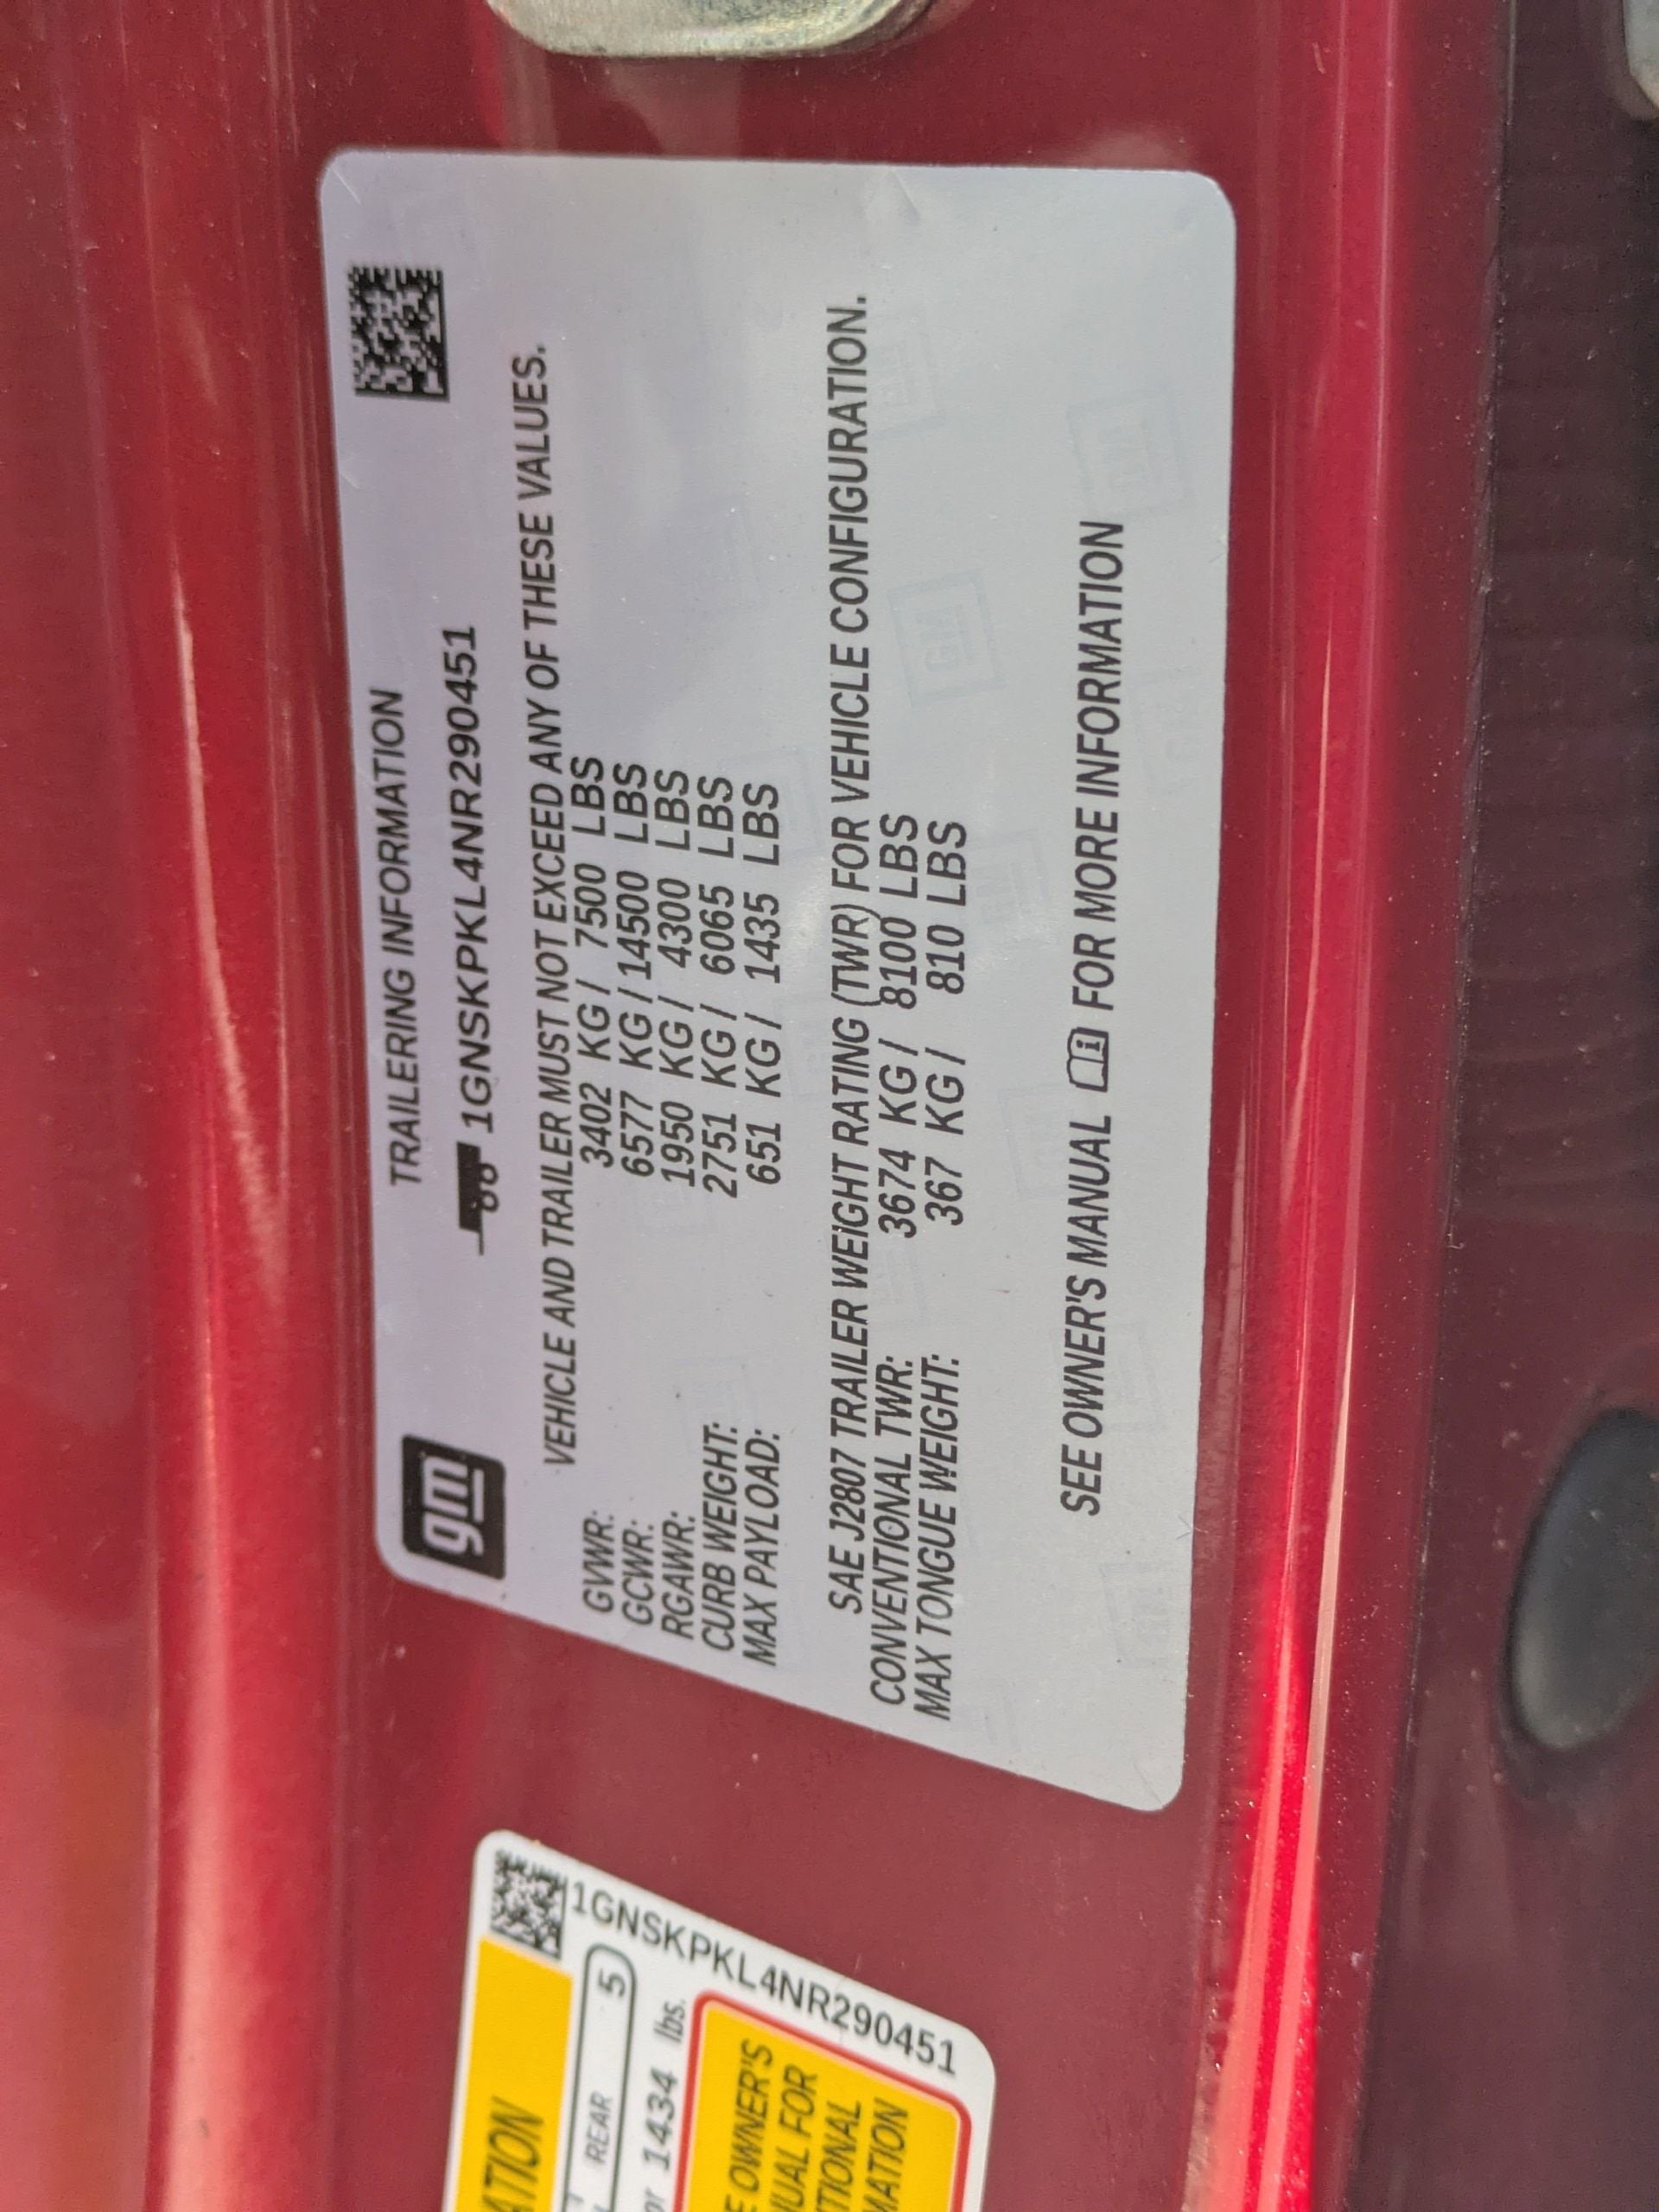 gm
TRAILERING INFORMATION
1GNSKPKL4NR290451
VEHICLE AND TRAILER MUST NOT EXCEED ANY OF THESE VALUES.
GVWR: 3402 KG / 7500 LBS
GCWR: 6577 KG / 14500 LBS
RGAWR: 1950 KG / 4300 LBS
CURB WEIGHT: 2751 KG / 6065 LBS
MAX PAYLOAD: 651 KG / 1435 LBS
SAE J2807 TRAILER WEIGHT RATING (TWR) FOR VEHICLE CONFIGURATION.
CONVENTIONAL TWR: 3674 KG / 8100 LBS
MAX TONGUE WEIGHT: 367 KG / 810 LBS
SEE OWNER'S MANUAL FOR MORE INFORMATION
REAR 5
1434 lbs.
OWNER'S
FOR
1GNSKPKL4NR290451